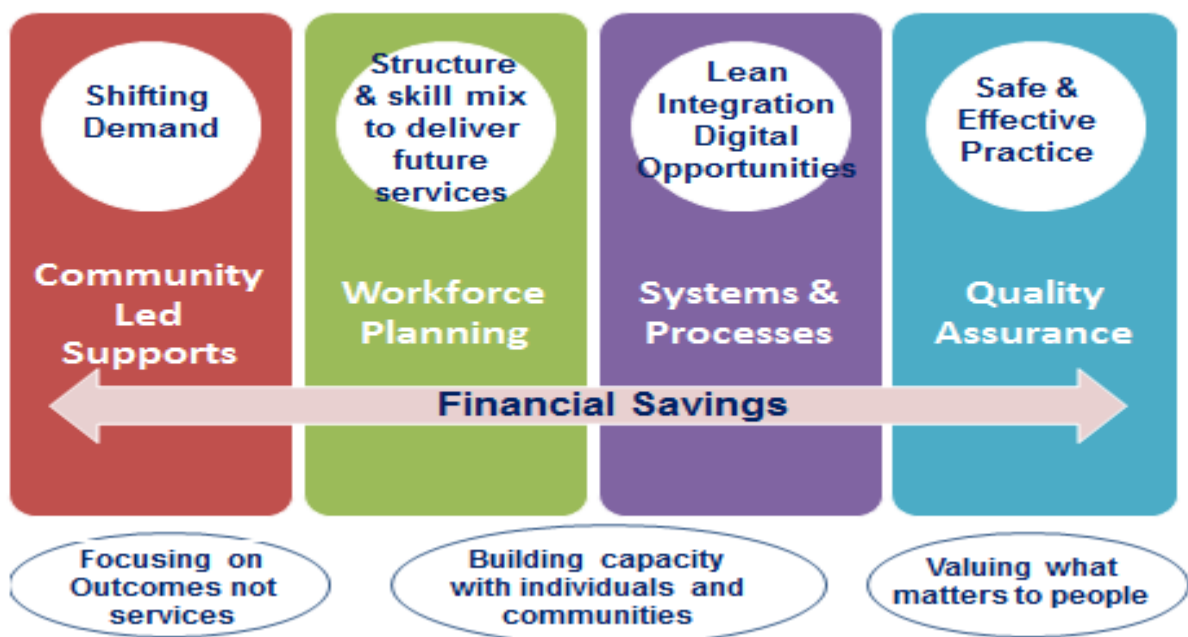 Shifting
Demand
Community
Led
Supports
Structure
& skill mix
to deliver
future
services
Workforce
Planning
Lean
Integration
Digital
Opportunities
Systems &
Processes
Safe &
Effective
Practice
Quality
Assurance
Financial Savings
Focusing on
Outcomes not
services
Building capacity
with individuals and
communities
Valuing what
matters to people